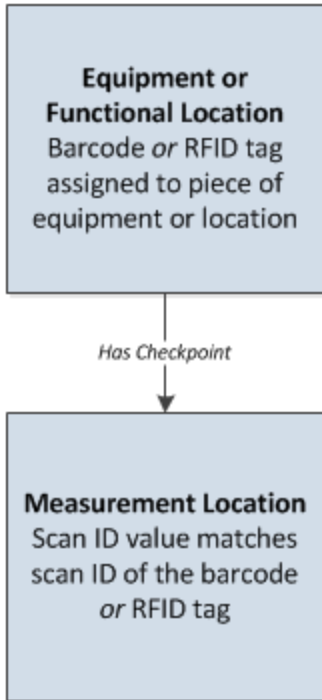 Equipment or
Functional Location
Barcode or RFID tag
assigned to piece of
equipment or location
Has Checkpoint
Measurement Location
Scan ID value matches
scan ID of the barcode
or RFID tag